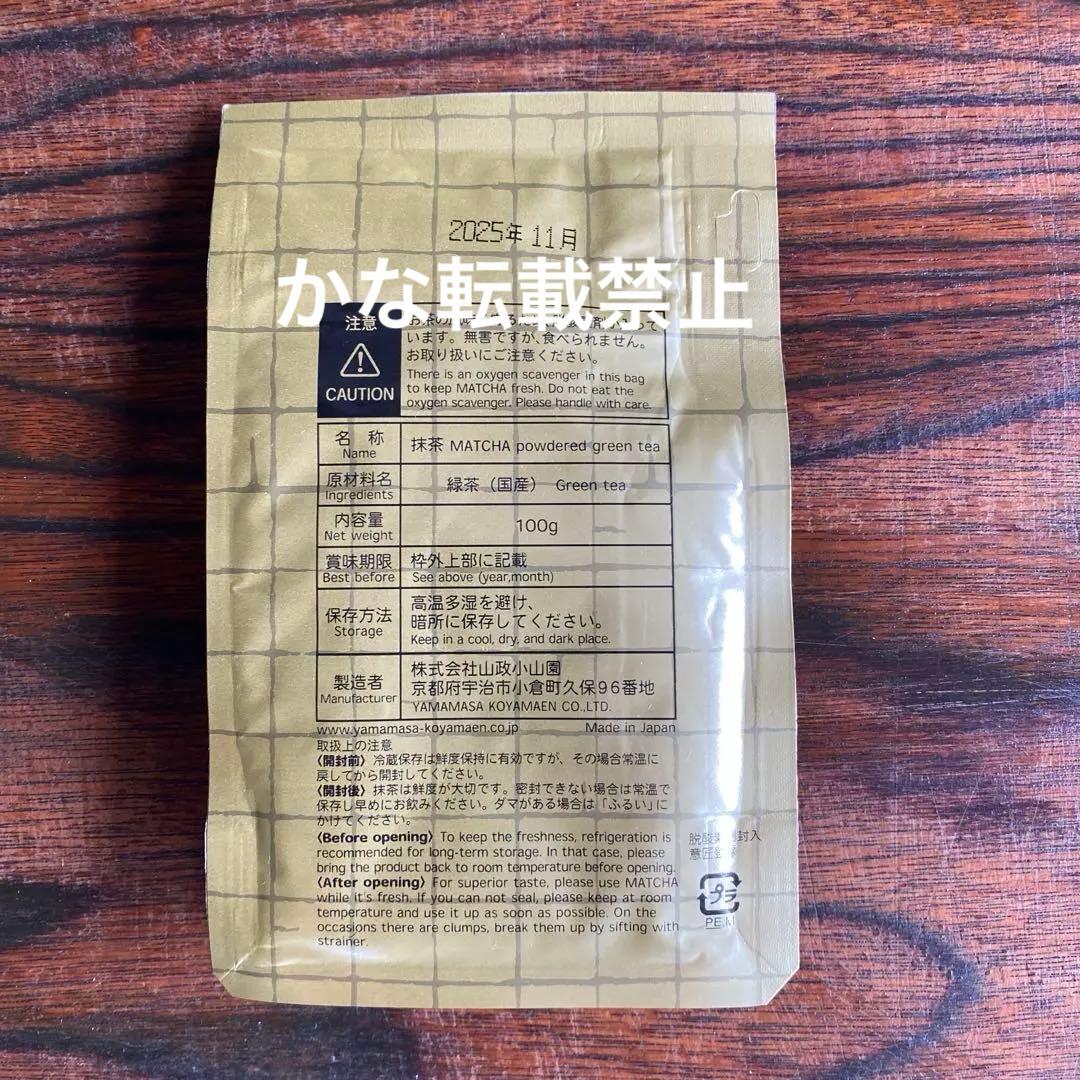 2025年 11月
かな転載禁止
注意
CAUTION
います。無害ですが、食べられません。
お取り扱いにご注意ください。
There is an oxygen scavenger in this bag
to keep MATCHA fresh. Do not eat the
oxygen scavenger. Please handle with care.
名 称
Name
抹茶 MATCHA powdered green tea
原材料名
Ingredients
緑茶（国産） Green tea
内容量
Net weight
100g
賞味期限
Best before
枠外上部に記載
See above (year,month)
保存方法
Storage
高温多湿を避け、
暗所に保存してください。
Keep in a cool, dry, and dark place.
製造者
Manufacturer
株式会社山政小山園
京都府宇治市小倉町久保96番地
YAMAMASA KOYAMAEN CO.,LTD.
www.yamamasa-koyamaen.co.jp Made in Japan
取扱上の注意
〈開封前〉冷蔵保存は鮮度保持に有効ですが、その場合常温に
戻してから開封してください。
〈開封後〉抹茶は鮮度が大切です。密封できない場合は常温で
保存し早めにお飲みください。ダマがある場合は「ふるい」に
かけてください。
〈Before opening〉To keep the freshness, refrigeration is
recommended for long-term storage. In that case, please
bring the product back to room temperature before opening.
〈After opening〉For superior taste, please use MATCHA
while it's fresh. If you can not seal, please keep at room
temperature and use it up as soon as possible. On the
occasions there are clumps, break them up by sifting with
strainer.
プラ
PE,M